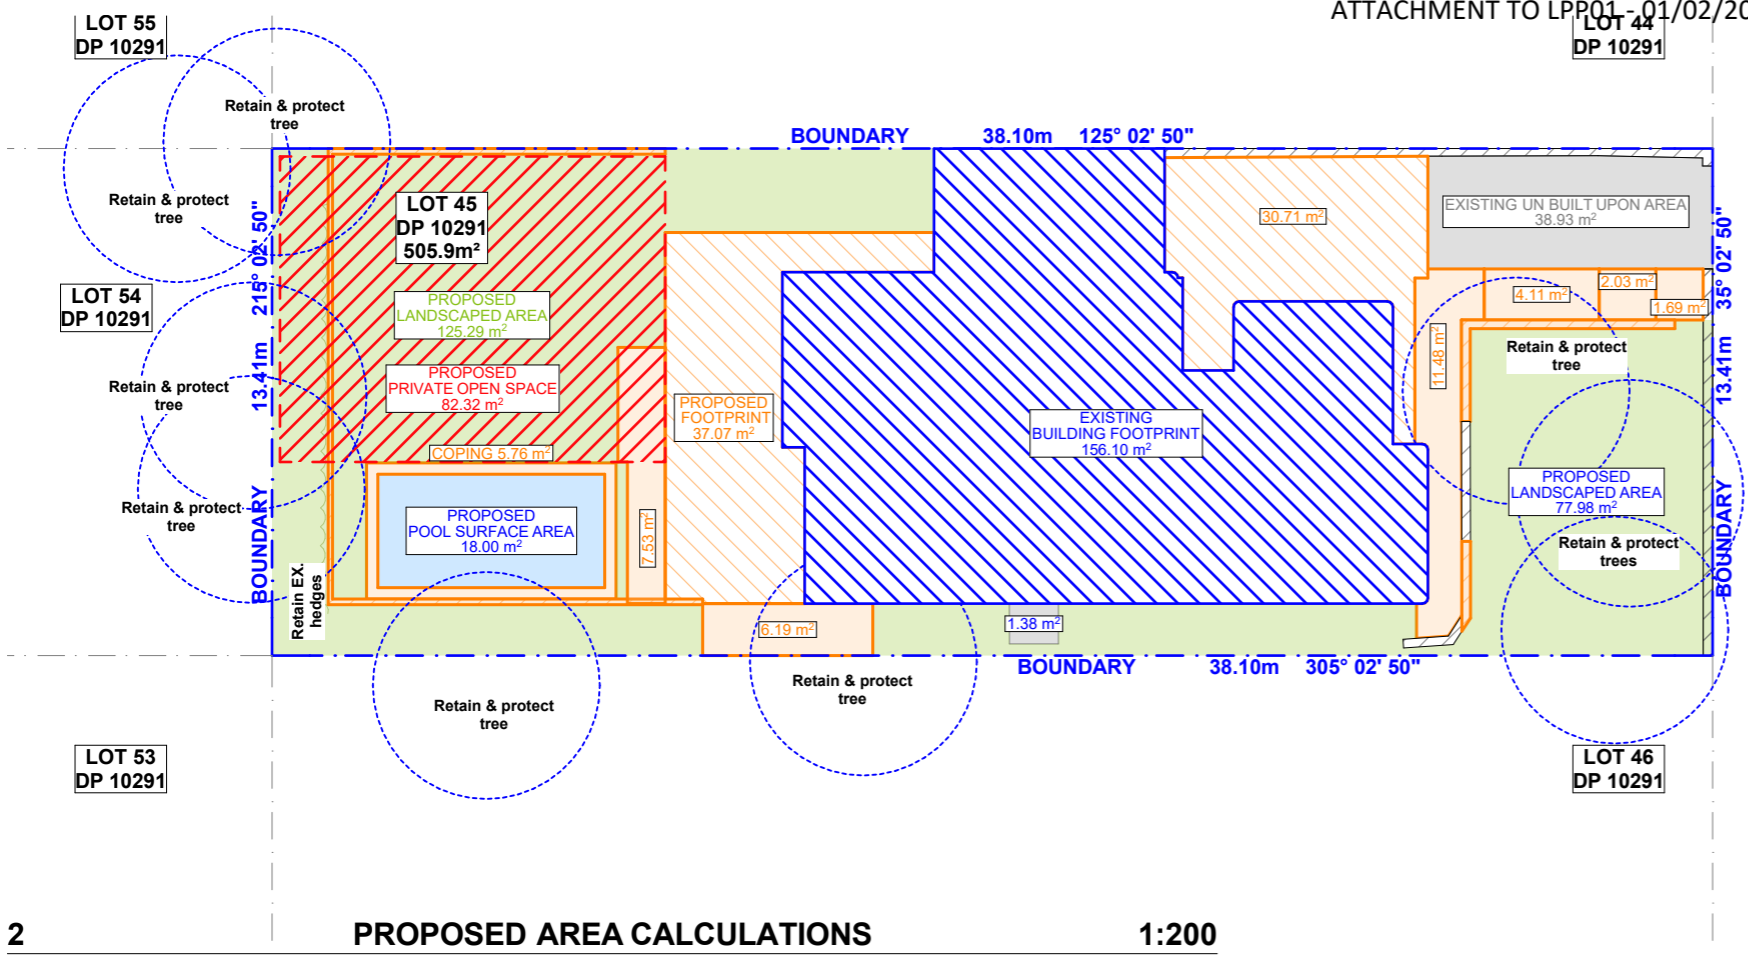 ATTACHMENT TO LPP01 - 01/02/20
LOT 55
DP 10291
LOT 44
DP 10291
Retain & protect
tree
BOUNDARY 38.10m 125° 02' 50"
Retain & protect
tree
LOT 45
DP 10291
505.9m²
30.71 m²
EXISTING UN BUILT UPON AREA
38.93 m²
LOT 54
DP 10291
BOUNDARY 13.41m 215° 02' 50"
PROPOSED
LANDSCAPED AREA
125.29 m²
4.11 m²
2.03 m²
1.69 m²
BOUNDARY 13.41m 35° 02' 50"
11.48 m²
Retain & protect
tree
Retain & protect
tree
PROPOSED
PRIVATE OPEN SPACE
82.32 m²
PROPOSED
FOOTPRINT
37.07 m²
EXISTING
BUILDING FOOTPRINT
156.10 m²
COPING 5.76 m²
PROPOSED
LANDSCAPED AREA
77.98 m²
Retain & protect
tree
PROPOSED
POOL SURFACE AREA
18.00 m²
7.53 m²
Retain & protect
trees
Retain EX.
hedges
6.19 m²
1.38 m²
BOUNDARY 38.10m 305° 02' 50"
Retain & protect
tree
Retain & protect
tree
LOT 53
DP 10291
LOT 46
DP 10291
2 PROPOSED AREA CALCULATIONS 1:200